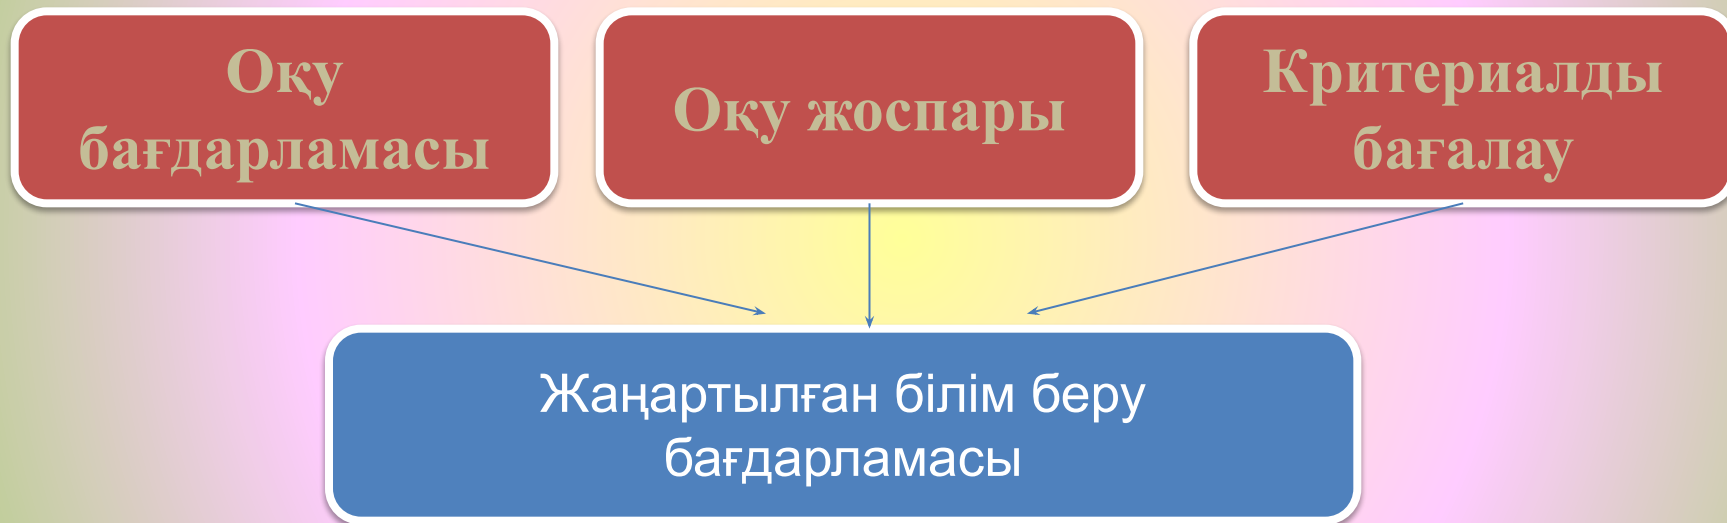 Оқу
бағдарламасы
Оқу жоспары
Критериалды
бағалау
Жаңартылған білім беру
бағдарламасы